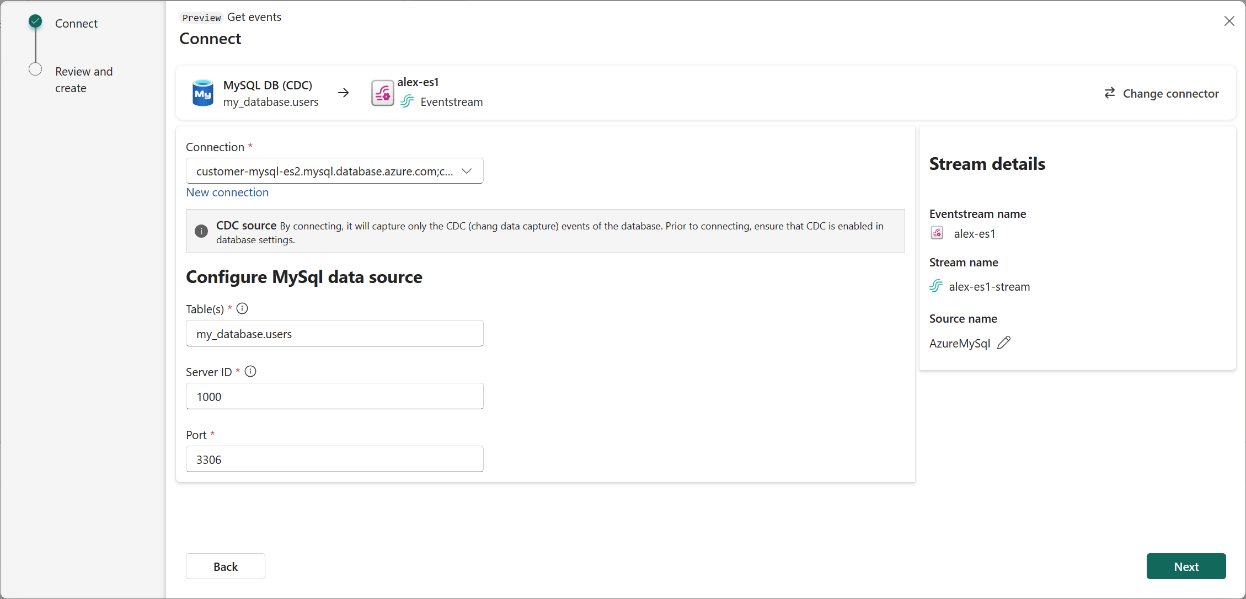 Connect
Review and
create
Preview Get events
Connect
My
MySQL DB (CDC)
my_database.users
alex-es1
Eventstream
Change connector
Connection *
customer-mysql-es2.mysql.database.azure.com;c...
New connection
CDC source By connecting, it will capture only the CDC (chang data capture) events of the database. Prior to connecting, ensure that CDC is enabled in
database settings.
Configure MySql data source
Table(s) *
my_database.users
Server ID *
1000
Port *
3306
Stream details
Eventstream name
alex-es1
Stream name
alex-es1-stream
Source name
AzureMySql
Back
Next